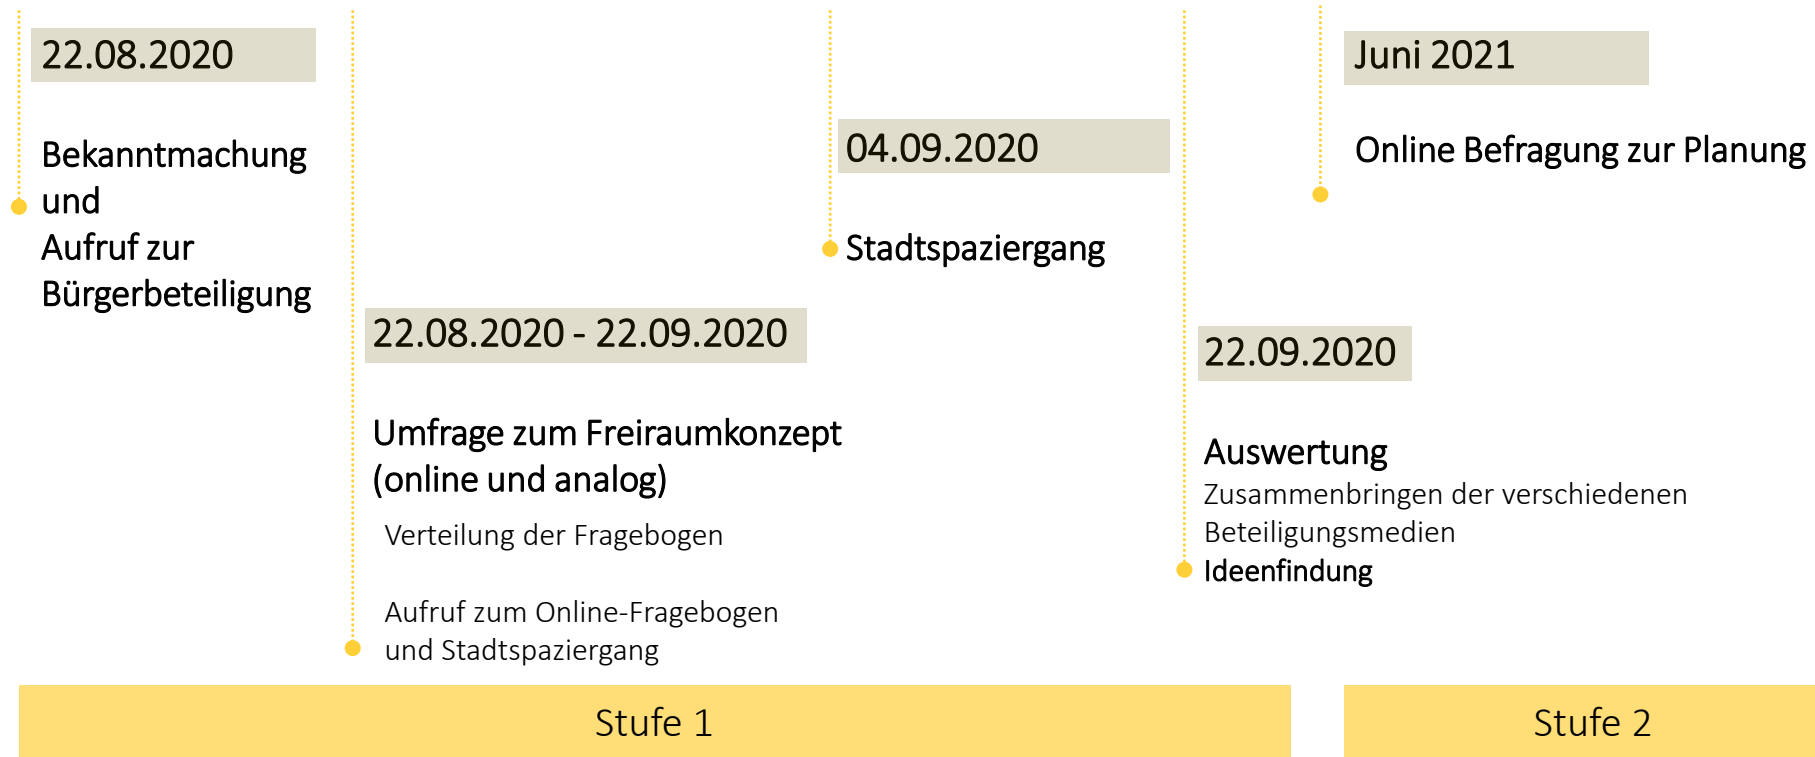 22.08.2020
Bekanntmachung
und
Aufruf zur
Bürgerbeteiligung
22.08.2020 - 22.09.2020
Umfrage zum Freiraumkonzept
(online und analog)
Verteilung der Fragebogen
Aufruf zum Online-Fragebogen
und Stadtspaziergang
04.09.2020
Stadtspaziergang
22.09.2020
Auswertung
Zusammenbringen der verschiedenen
Beteiligungsmedien
Ideenfindung
Juni 2021
Online Befragung zur Planung
Stufe 1
Stufe 2